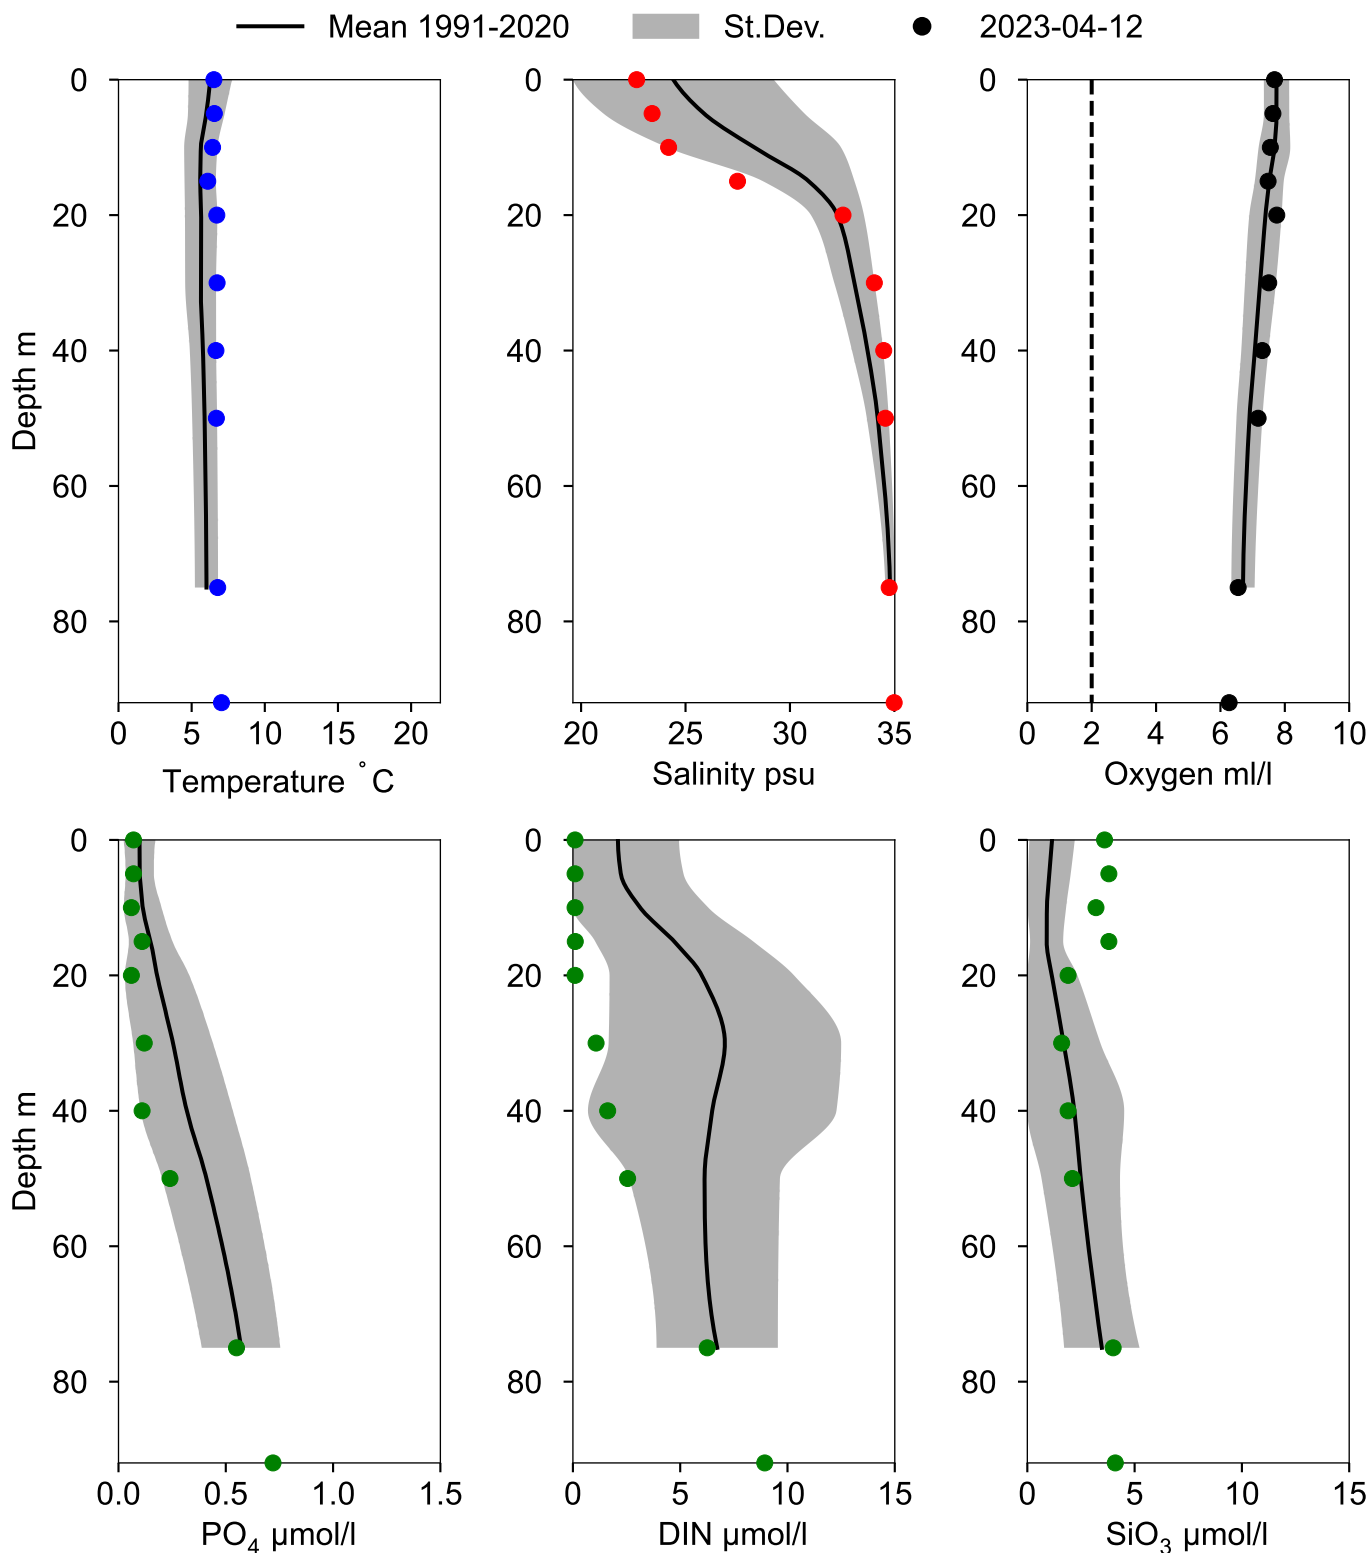 Mean 1991-2020 St.Dev. 2023-04-12
0 0 0
20 20 20
40 40 40
60 60 60
80 80 80
Depth m
0 5 10 15 20 20 25 30 35 0 2 4 6 8 10
Temperature °C Salinity psu Oxygen ml/l
0 0 0
20 20 20
40 40 40
60 60 60
80 80 80
Depth m
0.0 0.5 1.0 1.5 0 5 10 15 0 5 10 15
PO₄ µmol/l DIN µmol/l SiO₃ µmol/l